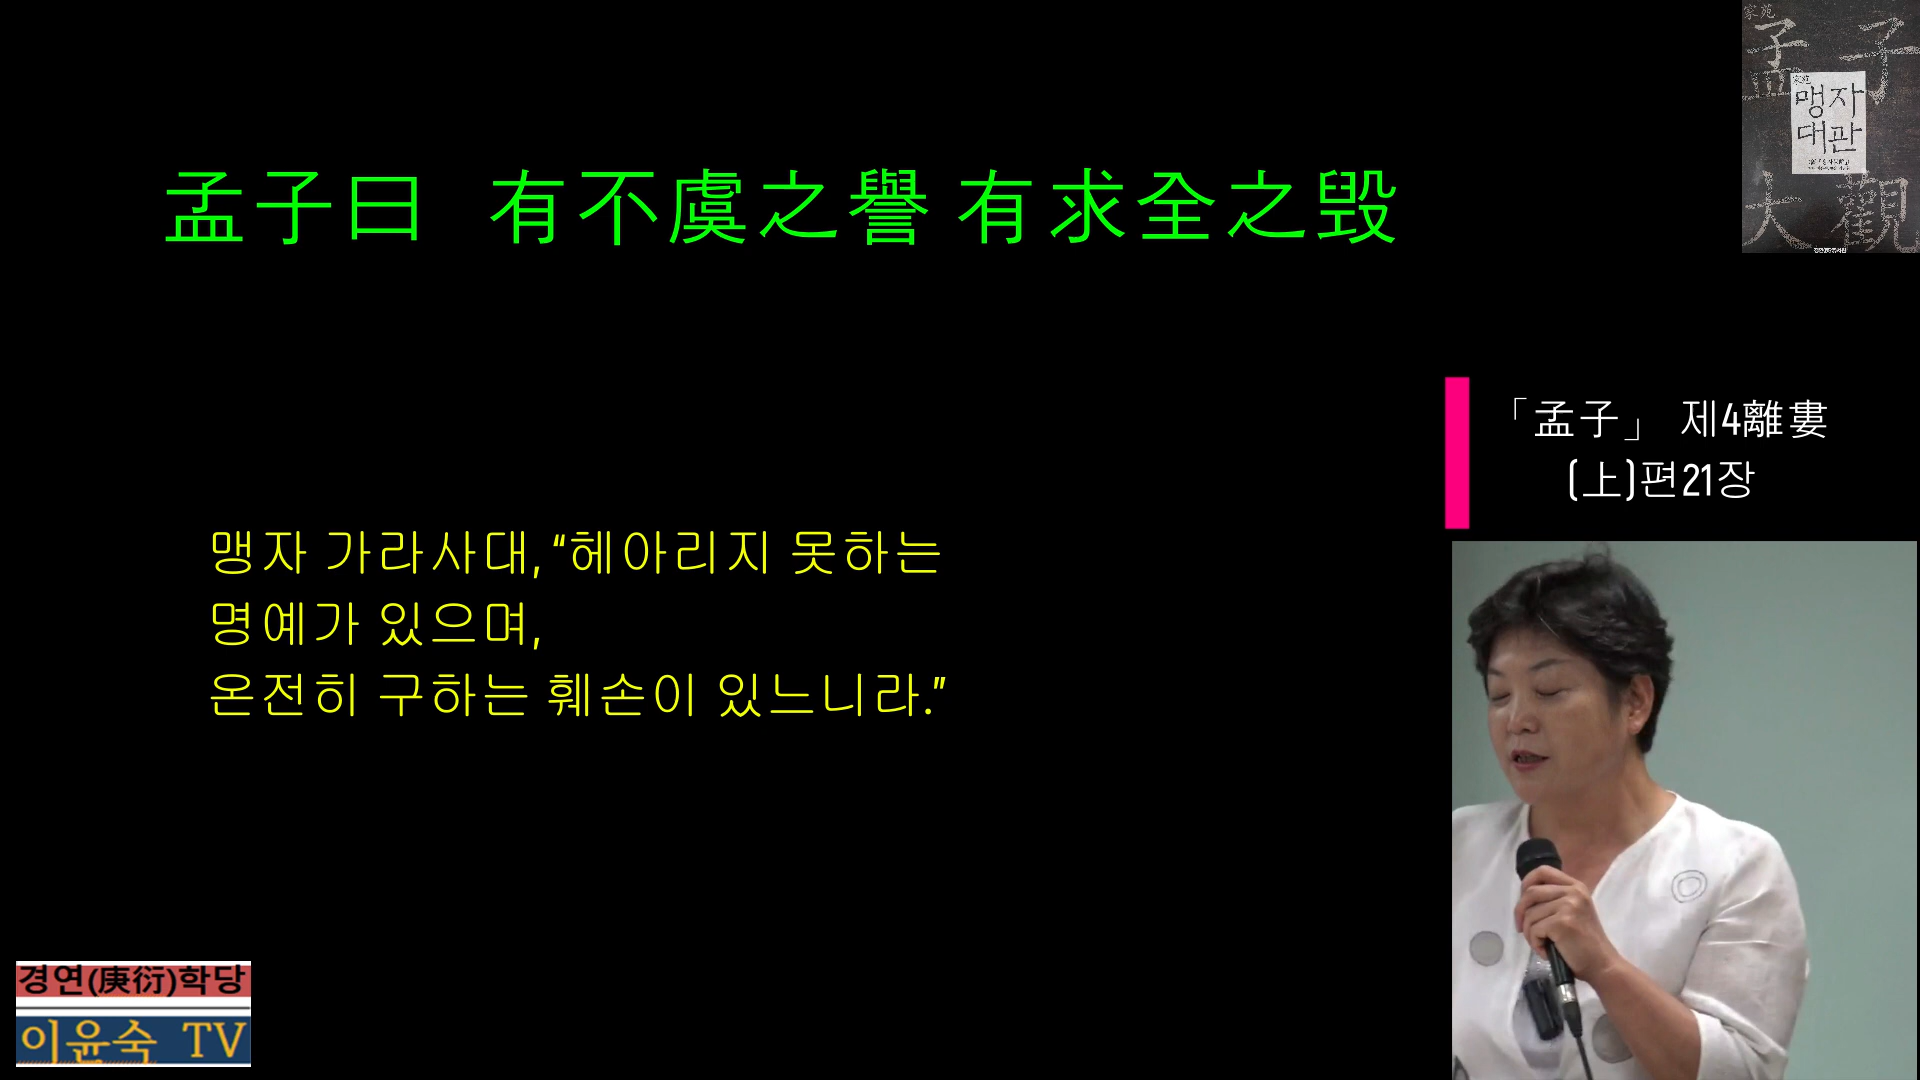 孟子曰 有不虞之譽 有求全之毁
家苑
孟子
맹자
대관
大觀
「孟子」 제4離婁
(上)편21장
맹자 가라사대, “헤아리지 못하는
명예가 있으며,
온전히 구하는 훼손이 있느니라.”
경연(庚衍)학당
이윤숙 TV